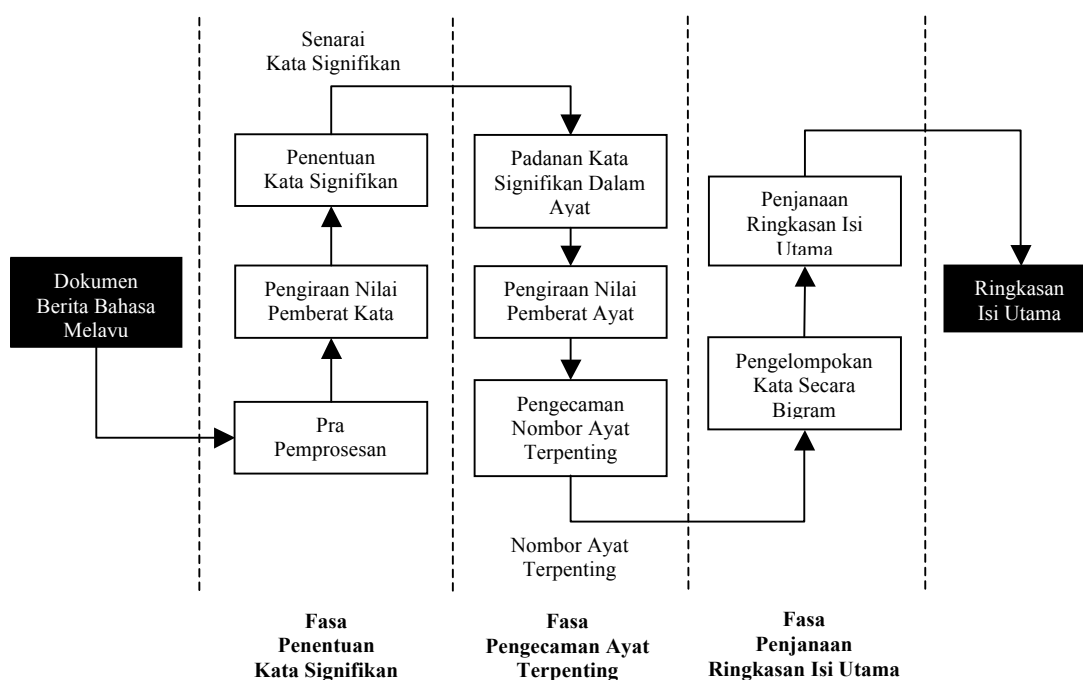 Dokumen
Berita Bahasa
Melayu
Senarai
Kata Signifikan
Penentuan
Kata Signifikan
Pengiraan Nilai
Pemberat Kata
Pra
Pemprosesan
Padanan Kata
Signifikan Dalam
Ayat
Pengiraan Nilai
Pemberat Ayat
Pengecaman
Nombor Ayat
Terpenting
Nombor Ayat
Terpenting
Penjanaan
Ringkasan Isi
Utama
Pengelompokan
Kata Secara
Bigram
Ringkasan
Isi Utama
Fasa
Penentuan
Kata Signifikan
Fasa
Pengecaman Ayat
Terpenting
Fasa
Penjanaan
Ringkasan Isi Utama